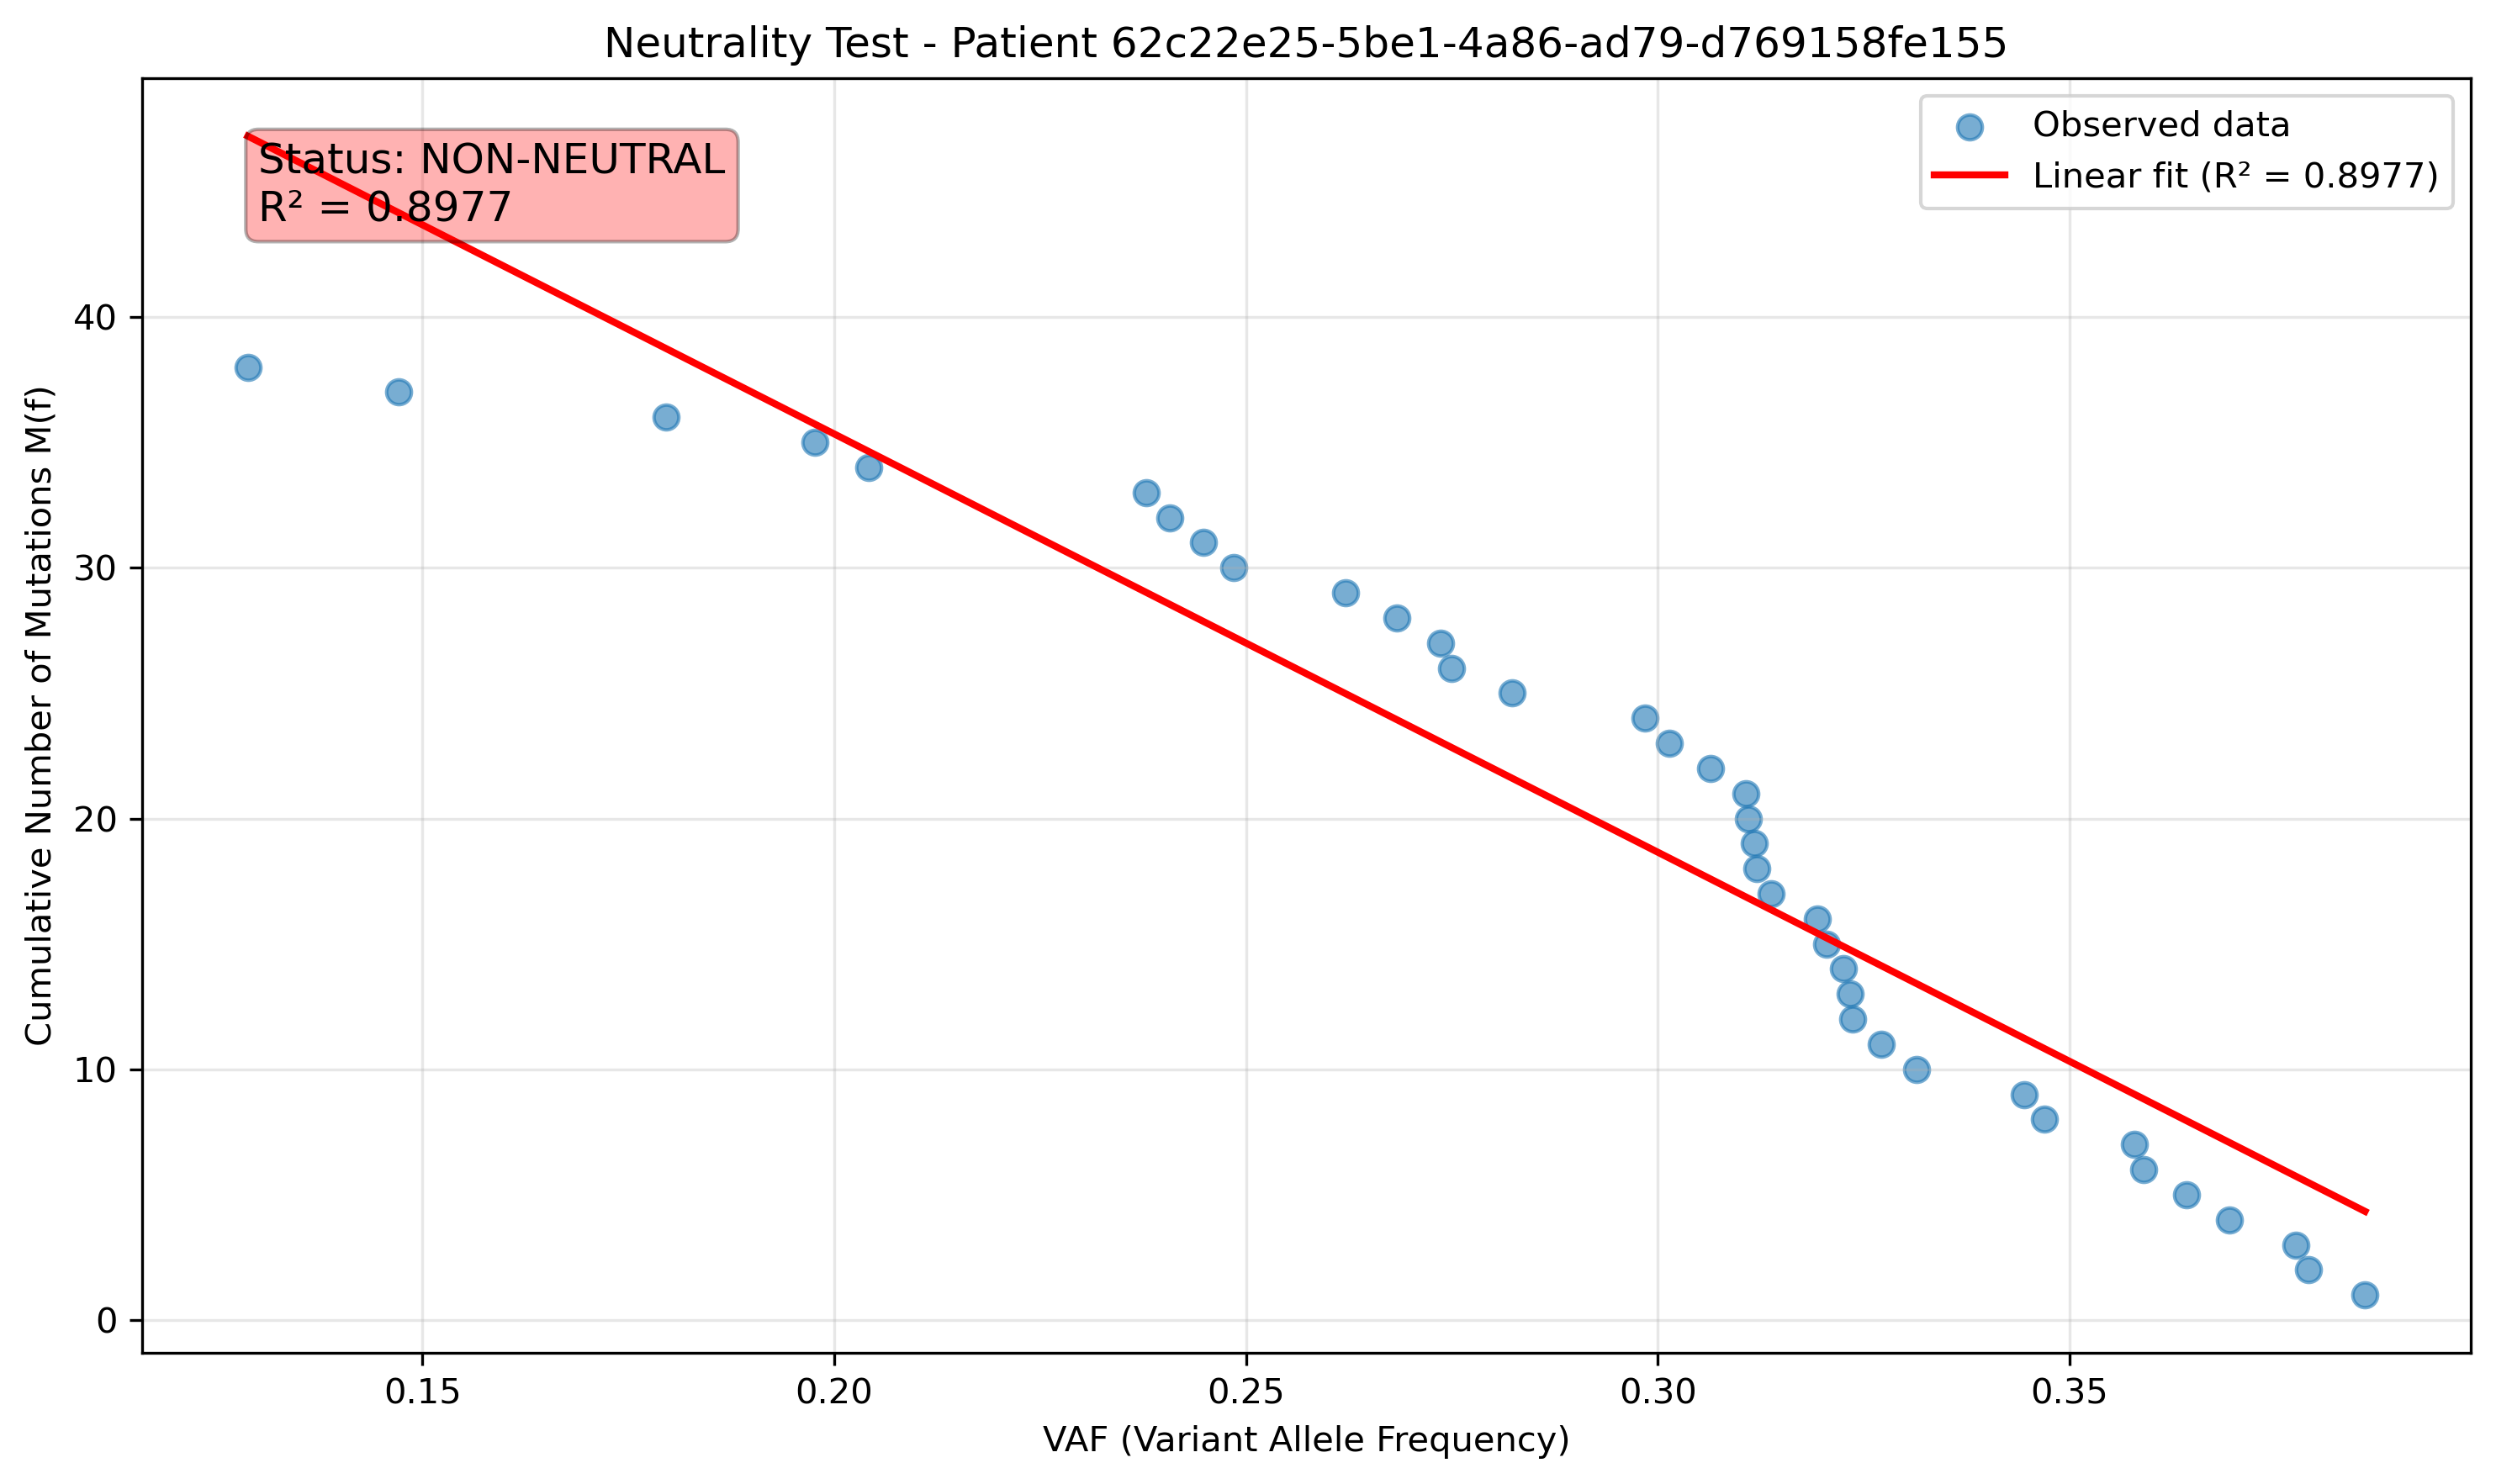 Neutrality Test - Patient 62c22e25-5be1-4a86-ad79-d769158fe155
Status: NON-NEUTRAL
R² = 0.8977
Observed data
Linear fit (R² = 0.8977)
Cumulative Number of Mutations M(f)
40
30
20
10
0
0.15
0.20
0.25
0.30
0.35
VAF (Variant Allele Frequency)